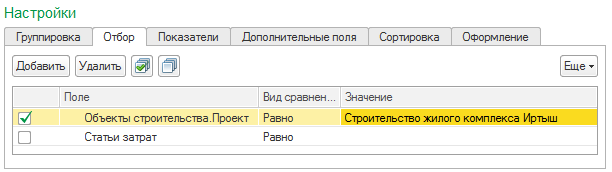 Настройки
Группировка Отбор Показатели Дополнительные поля Сортировка Оформление
Добавить Удалить Еще
Поле Вид сравнен... Значение
Объекты строительства.Проект Равно Строительство жилого комплекса Иртыш
Статьи затрат Равно